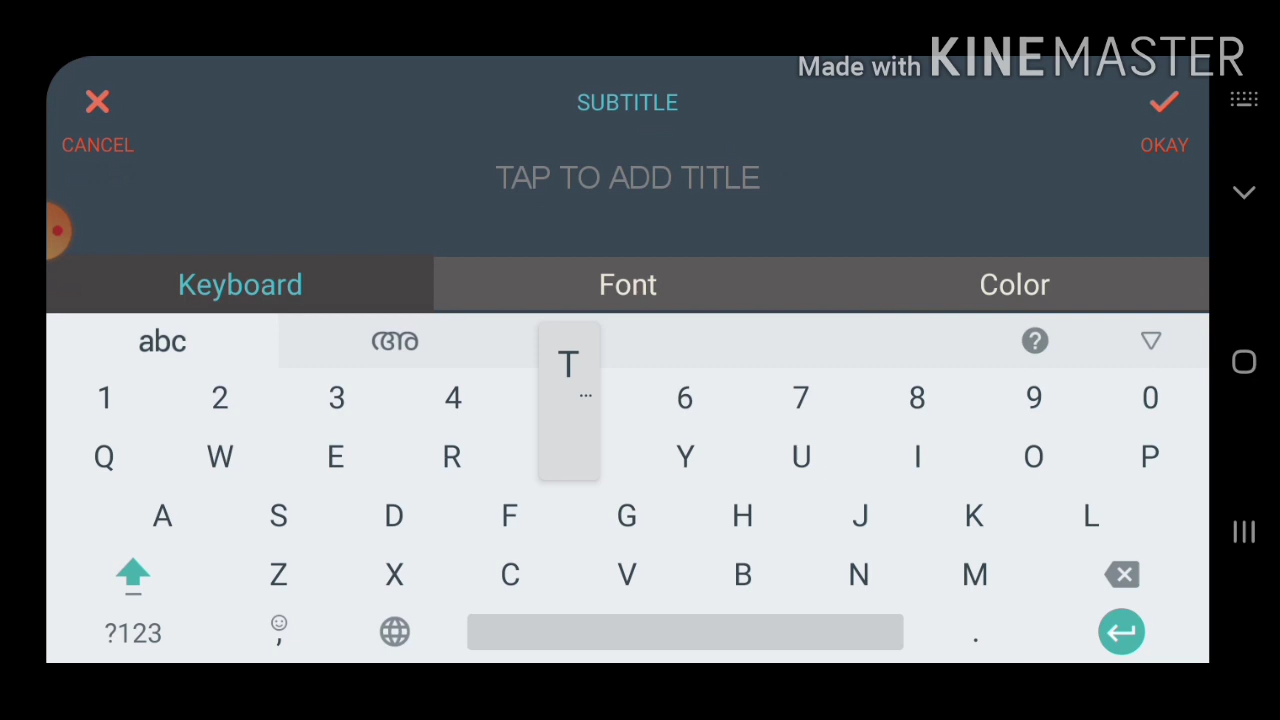 Made with KINEMASTER
SUBTITLE
CANCEL
OKAY
TAP TO ADD TITLE
Keyboard Font Color
abc അ
1 2 3 4 6 7 8 9 0
T
Q W E R Y U I O P
A S D F G H J K L
Z X C V B N M
?123 , .